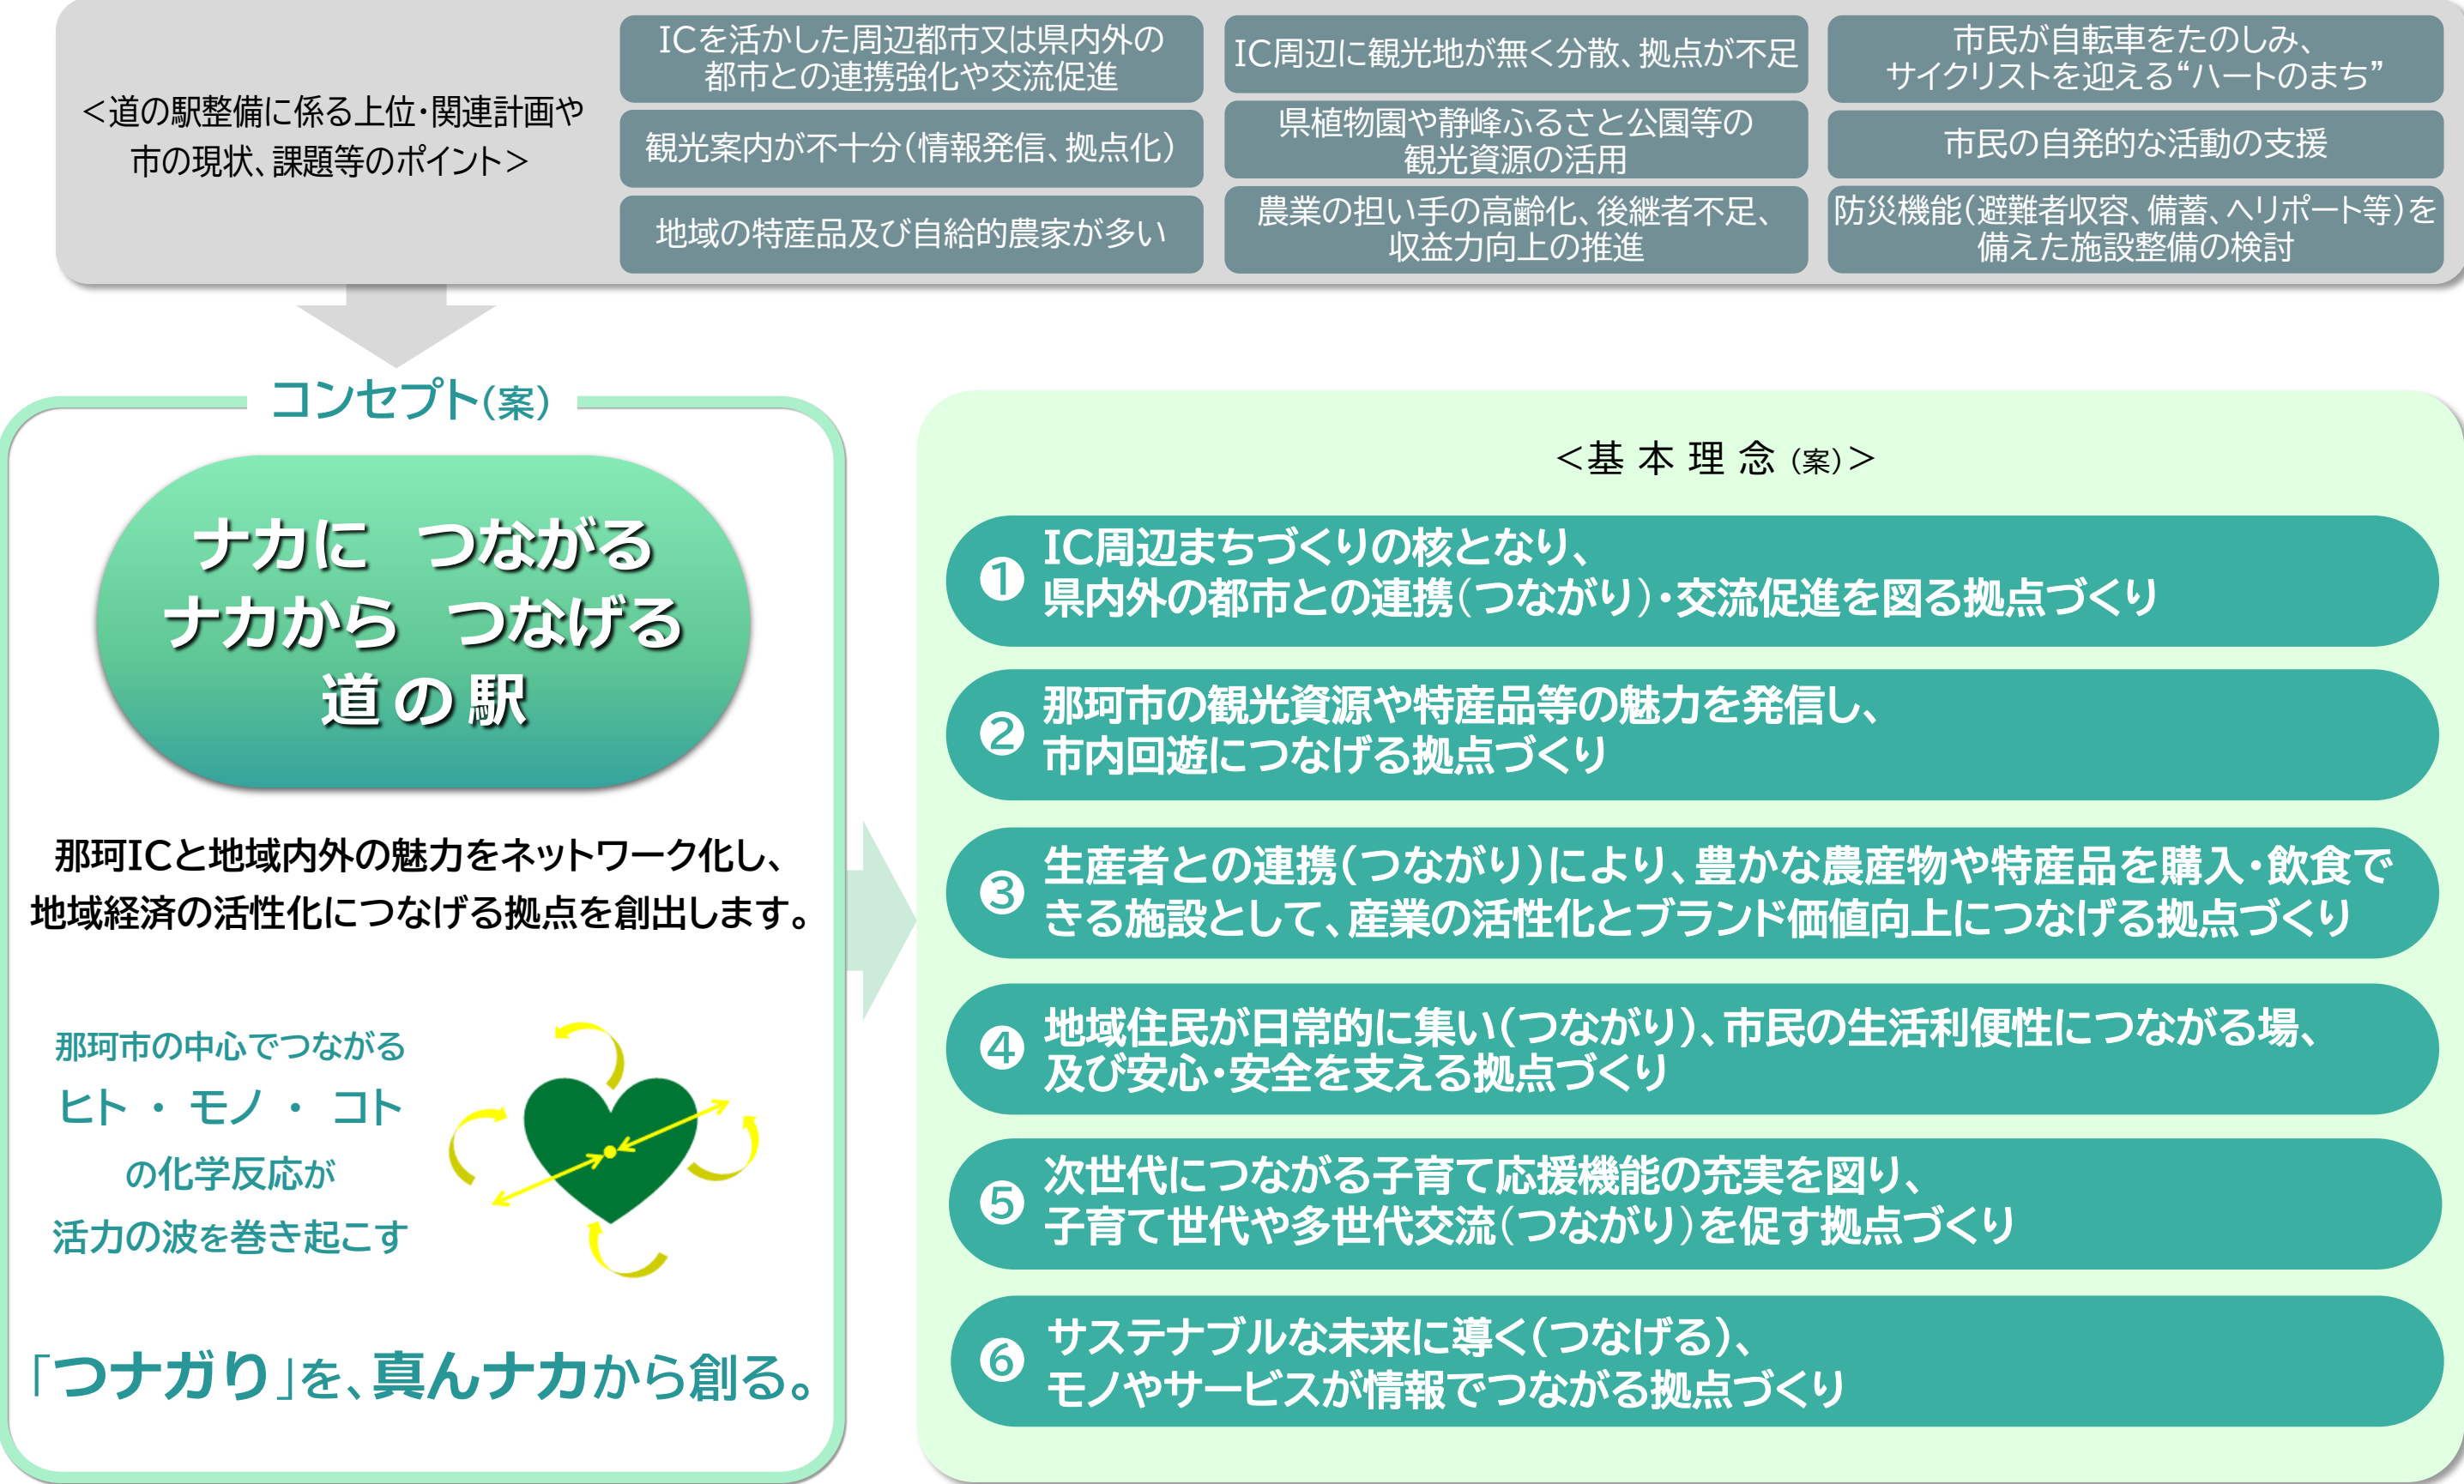 <道の駅整備に係る上位・関連計画や
市の現状、課題等のポイント>
ICを活かした周辺都市又は県内外の
都市との連携強化や交流促進
観光案内が不十分(情報発信、拠点化)
地域の特産品及び自給的農家が多い
IC周辺に観光地が無く分散、拠点が不足
県植物園や静峰ふるさと公園等の
観光資源の活用
農業の担い手の高齢化、後継者不足、
収益力向上の推進
市民が自転車をたのしみ、
サイクリストを迎える“ハートのまち”
市民の自発的な活動の支援
防災機能(避難者収容、備蓄、ヘリポート等)を
備えた施設整備の検討
コンセプト(案)
ナカに つながる
ナカから つなげる
道の駅
那珂ICと地域内外の魅力をネットワーク化し、
地域経済の活性化につなげる拠点を創出します。
那珂市の中心でつながる
ヒト ・ モノ ・ コト
の化学反応が
活力の波を巻き起こす
「つナガり」を、真んナカから創る。
<基本理念(案)>
❶ IC周辺まちづくりの核となり、
県内外の都市との連携(つながり)・交流促進を図る拠点づくり
❷ 那珂市の観光資源や特産品等の魅力を発信し、
市内回遊につなげる拠点づくり
❸ 生産者との連携(つながり)により、豊かな農産物や特産品を購入・飲食で
きる施設として、産業の活性化とブランド価値向上につなげる拠点づくり
❹ 地域住民が日常的に集い(つながり)、市民の生活利便性につながる場、
及び安心・安全を支える拠点づくり
❺ 次世代につながる子育て応援機能の充実を図り、
子育て世代や多世代交流(つながり)を促す拠点づくり
❻ サステナブルな未来に導く(つなげる)、
モノやサービスが情報でつながる拠点づくり